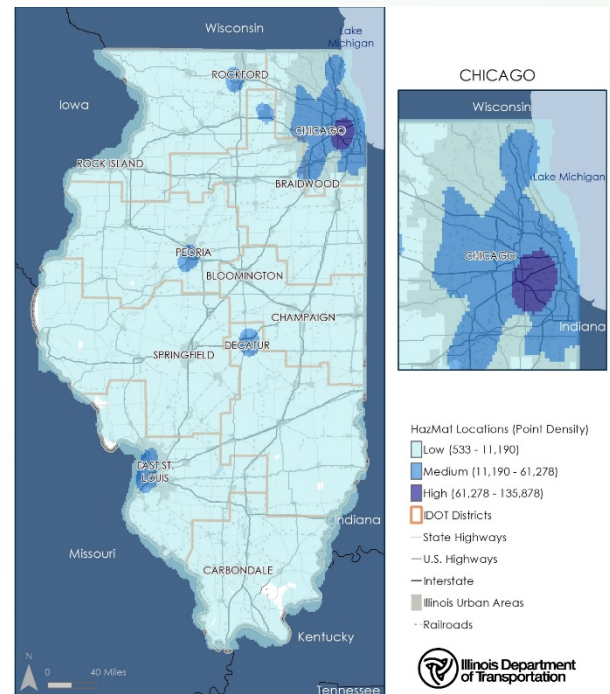 Wisconsin
Lake
Michigan
ROCKFORD
Iowa
CHICAGO
ROCK ISLAND
BRAIDWOOD
PEORIA
BLOOMINGTON
CHAMPAIGN
DECATUR
SPRINGFIELD
EAST ST.
LOUIS
Indiana
Missouri
CARBONDALE
Kentucky
N
0 40 Miles
Tennessee
CHICAGO
Wisconsin
Lake Michigan
CHICAGO
Indiana
HazMat Locations (Point Density)
Low (533 - 11,190)
Medium (11,190 - 61,278)
High (61,278 - 135,878)
IDOT Districts
State Highways
U.S. Highways
Interstate
Illinois Urban Areas
Railroads
Illinois Department
of Transportation